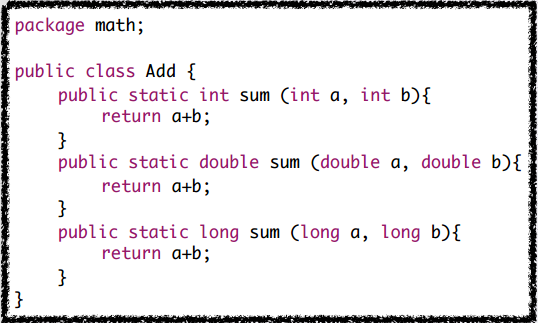 package math;
public class Add {
public static int sum (int a, int b){
return a+b;
}
public static double sum (double a, double b){
return a+b;
}
public static long sum (long a, long b){
return a+b;
}
}